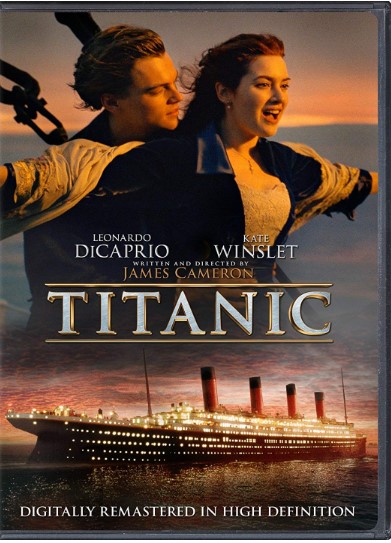 LEONARDO KATE
DiCAPRIO WINSLET
WRITTEN AND DIRECTED BY
JAMES CAMERON
TITANIC
DIGITALLY REMASTERED IN HIGH DEFINITION